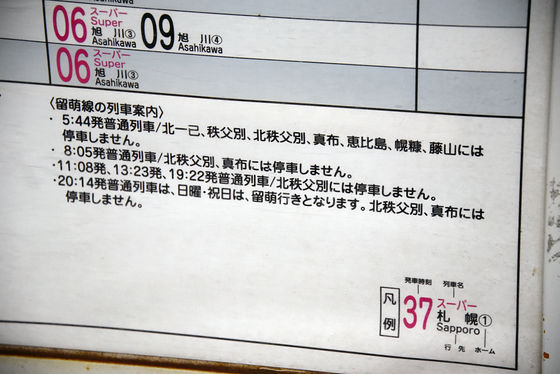 Asahikawa
06 スーパー
Super
旭 川③
Asahikawa
09 旭 川④
Asahikawa
06 スーパー
Super
旭 川③
Asahikawa
〈留萌線の列車案内〉
・ 5:44発普通列車/北一己、秩父別、北秩父別、真布、恵比島、幌糠、藤山には
停車しません。
・ 8:05発普通列車/北秩父別、真布には停車しません。
・11:08発、13:23発、19:22発普通列車/北秩父別には停車しません。
・20:14発普通列車は、日曜・祝日は、留萌行きとなります。北秩父別、真布には
停車しません。
凡例
発車時刻 列車名
37 スーパー
札 幌①
Sapporo
行 先 ホーム